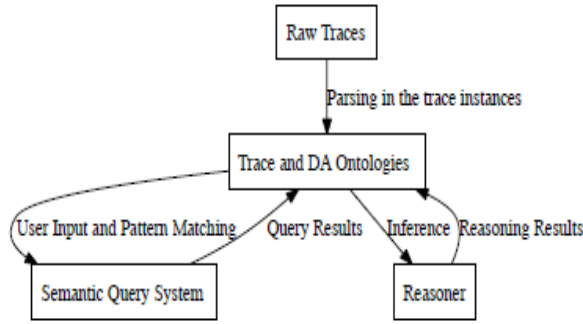 Raw Traces
Parsing in the trace instances
Trace and DA Ontologies
User Input and Pattern Matching
Query Results
Inference
Reasoning Results
Semantic Query System
Reasoner